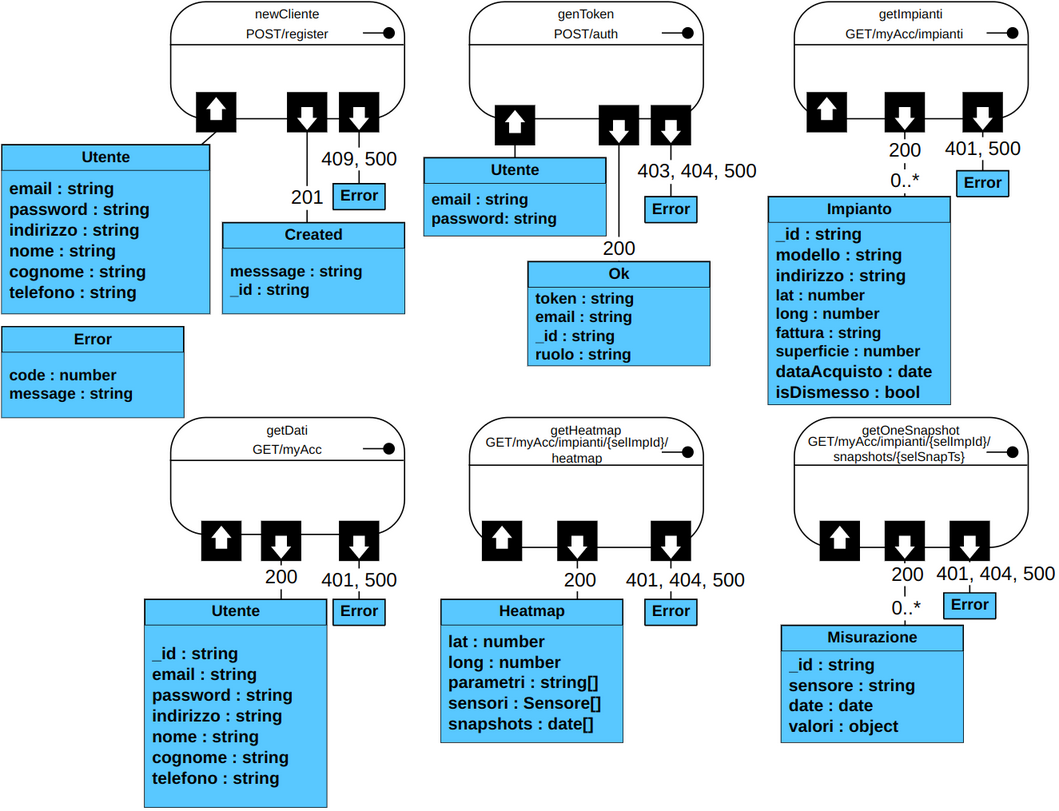 newCliente
POST/register
409, 500
Error
201
Utente
email : string
password : string
indirizzo : string
nome : string
cognome : string
telefono : string
Created
messsage : string
_id : string
Error
code : number
message : string
genToken
POST/auth
403, 404, 500
Error
200
Utente
email : string
password: string
Ok
token : string
email : string
_id : string
ruolo : string
getImpianti
GET/myAcc/impianti
200
0..*
401, 500
Error
Impianto
_id : string
modello : string
indirizzo : string
lat : number
long : number
fattura : string
superficie : number
dataAcquisto : date
isDismesso : bool
getDati
GET/myAcc
200
401, 500
Error
Utente
_id : string
email : string
password : string
indirizzo : string
nome : string
cognome : string
telefono : string
getHeatmap
GET/myAcc/impianti/{selImpId}/
heatmap
200
401, 404, 500
Error
Heatmap
lat : number
long : number
parametri : string[]
sensori : Sensore[]
snapshots : date[]
getOneSnapshot
GET/myAcc/impianti/{selImpId}/
snapshots/{selSnapTs}
200
0..*
401, 404, 500
Error
Misurazione
_id : string
sensore : string
date : date
valori : object